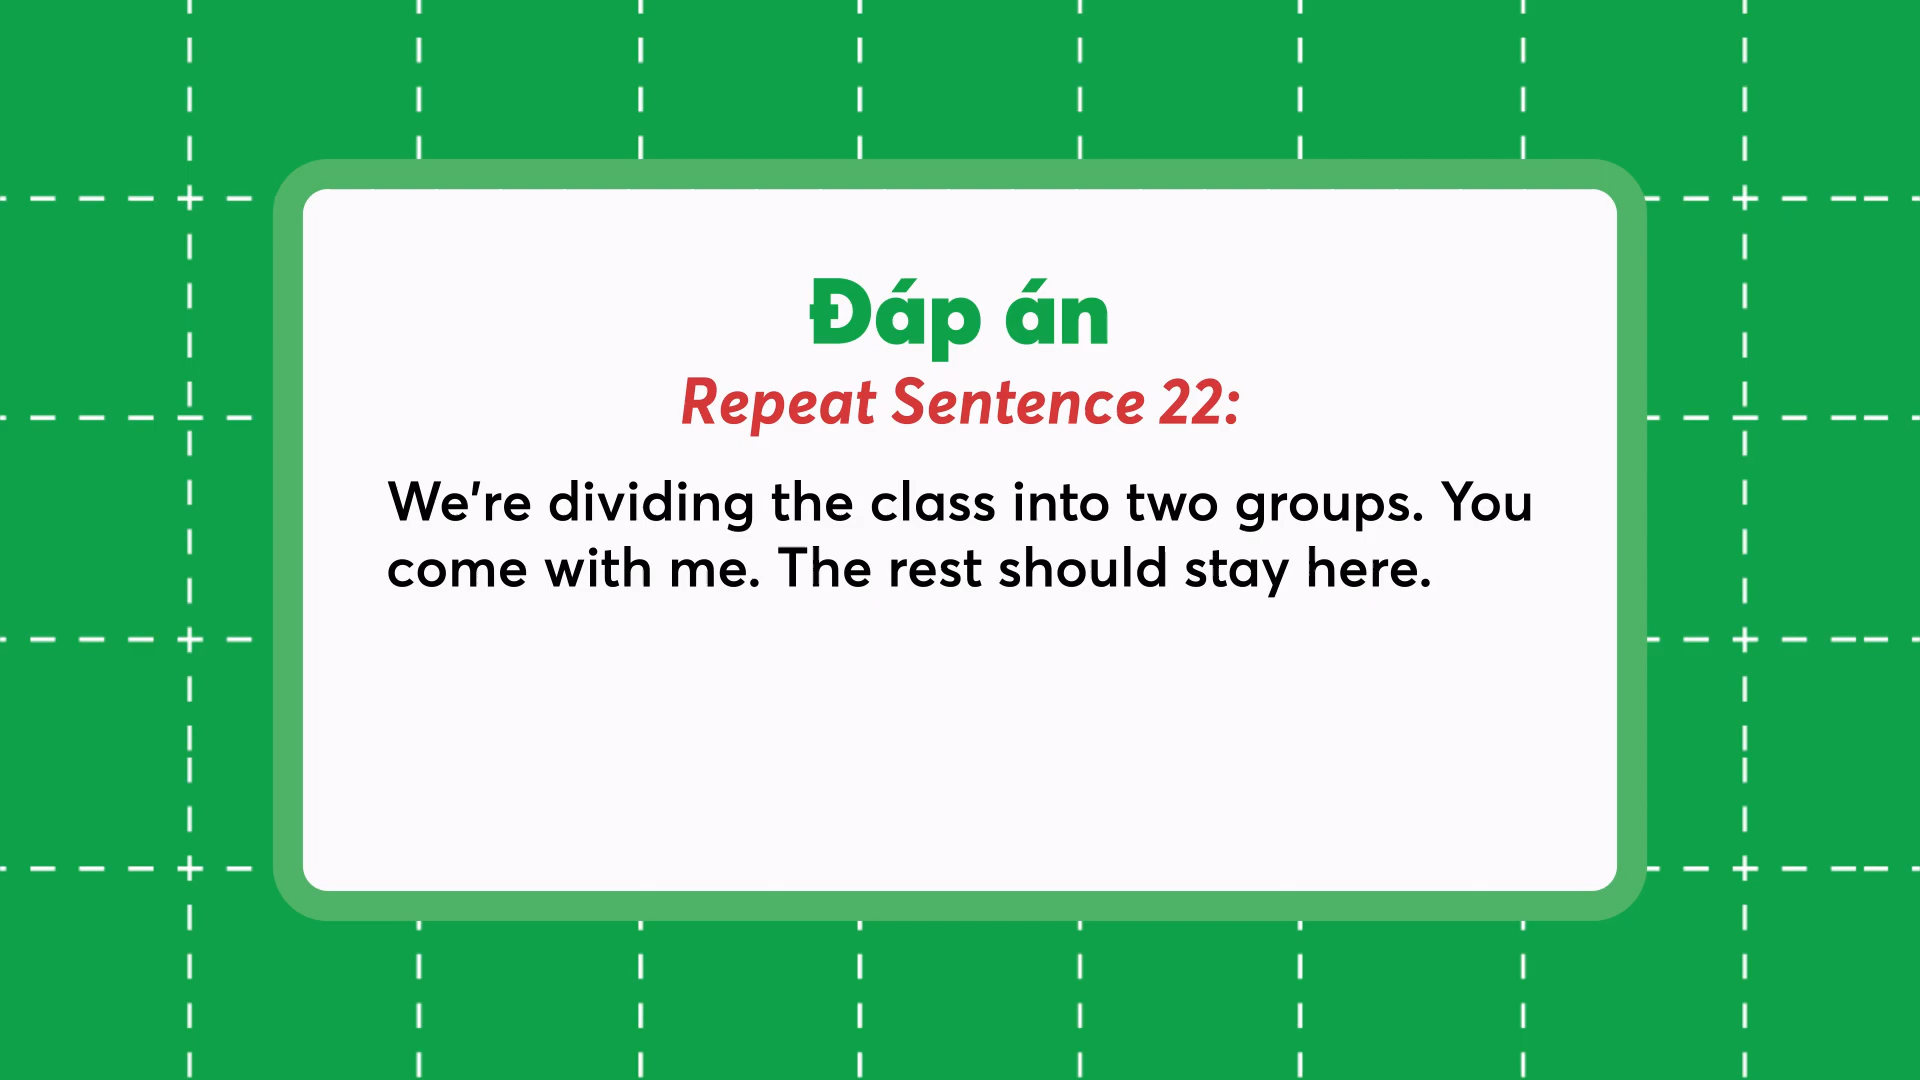 Đáp án
Repeat Sentence 22:
We're dividing the class into two groups. You
come with me. The rest should stay here.